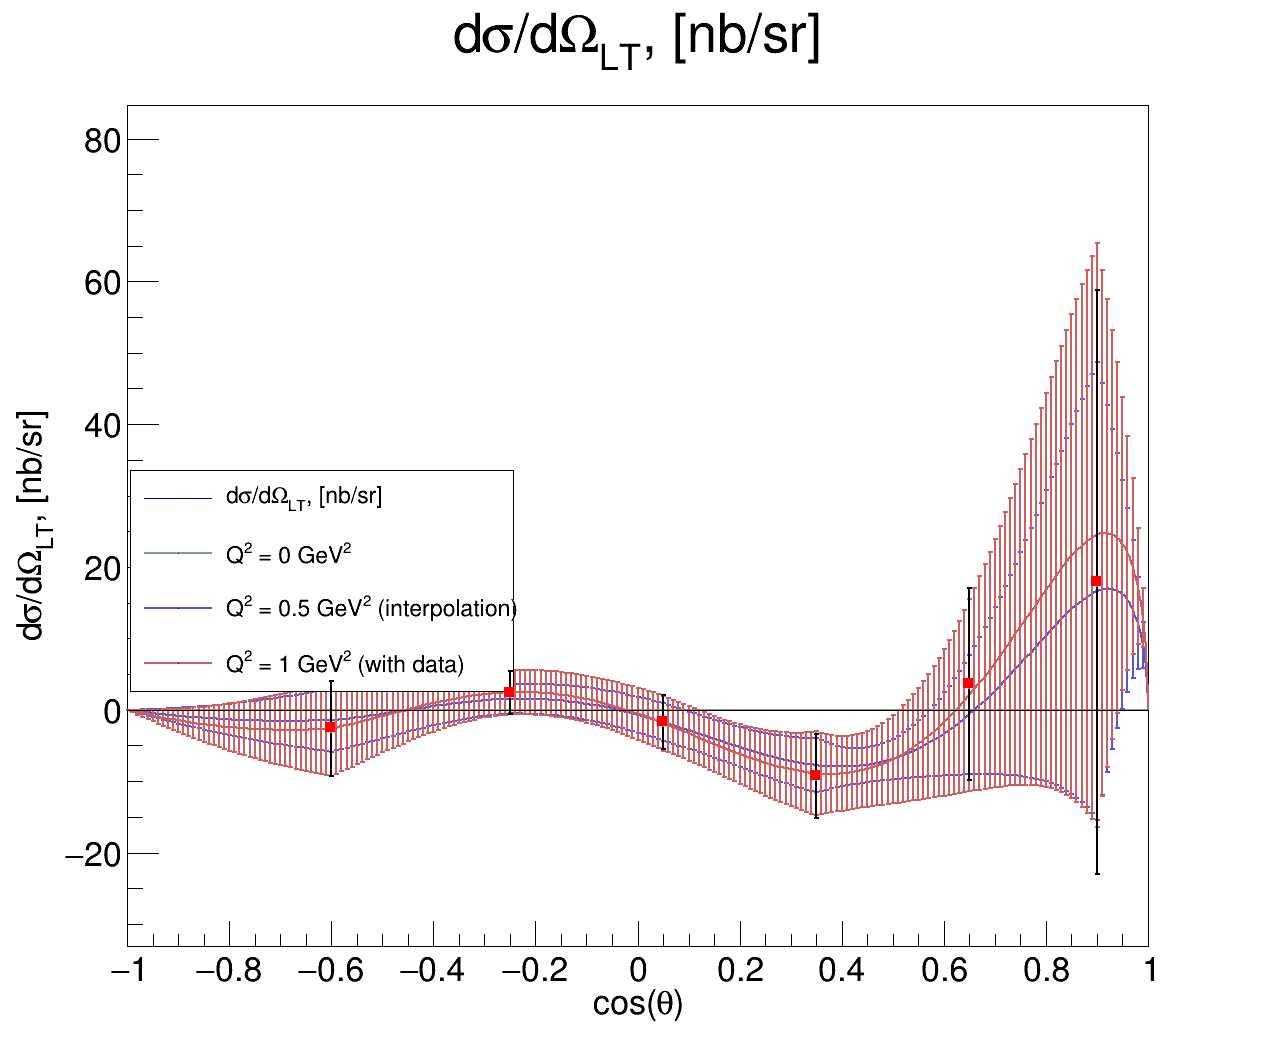 dσ/dΩLT, [nb/sr]
80
60
40
20
0
−20
dσ/dΩLT, [nb/sr]
dσ/dΩLT, [nb/sr]
Q² = 0 GeV²
Q² = 0.5 GeV² (interpolation)
Q² = 1 GeV² (with data)
−1 −0.8 −0.6 −0.4 −0.2 0 0.2 0.4 0.6 0.8 1
cos(θ)